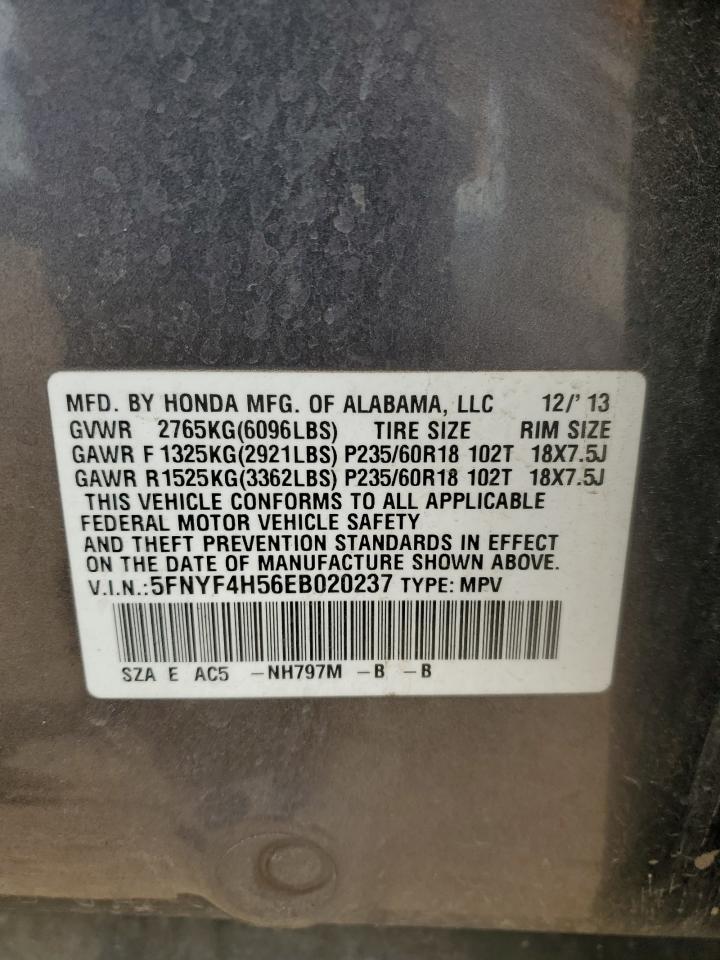 MFD. BY HONDA MFG. OF ALABAMA, LLC 12/' 13
GVWR 2765KG(6096LBS) TIRE SIZE RIM SIZE
GAWR F 1325KG(2921LBS) P235/60R18 102T 18X7.5J
GAWR R1525KG(3362LBS) P235/60R18 102T 18X7.5J
THIS VEHICLE CONFORMS TO ALL APPLICABLE
FEDERAL MOTOR VEHICLE SAFETY
AND THEFT PREVENTION STANDARDS IN EFFECT
ON THE DATE OF MANUFACTURE SHOWN ABOVE.
V.I.N.:5FNYF4H56EB020237 TYPE: MPV
SZA E AC5 –NH797M –B –B